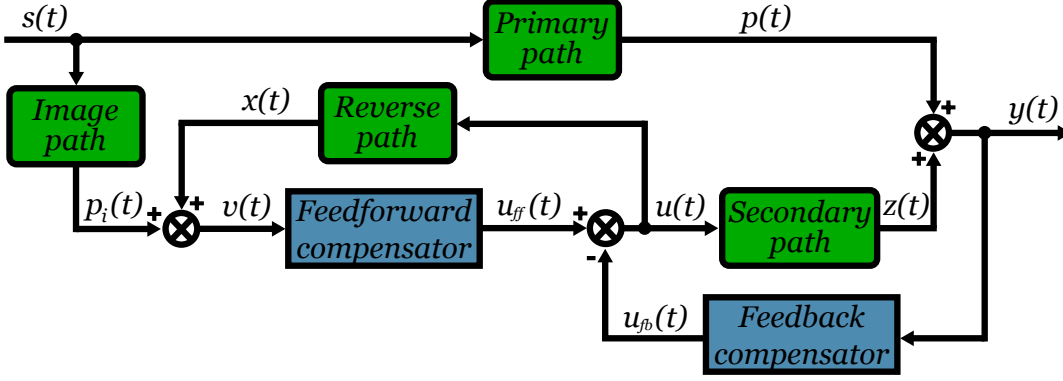 s(t)
Primary
path
p(t)
Image
path
x(t)
Reverse
path
+
y(t)
+
p_i(t)
+
+
v(t)
Feedforward
compensator
u_ff(t)
+
-
u(t)
Secondary
path
z(t)
u_fb(t)
Feedback
compensator